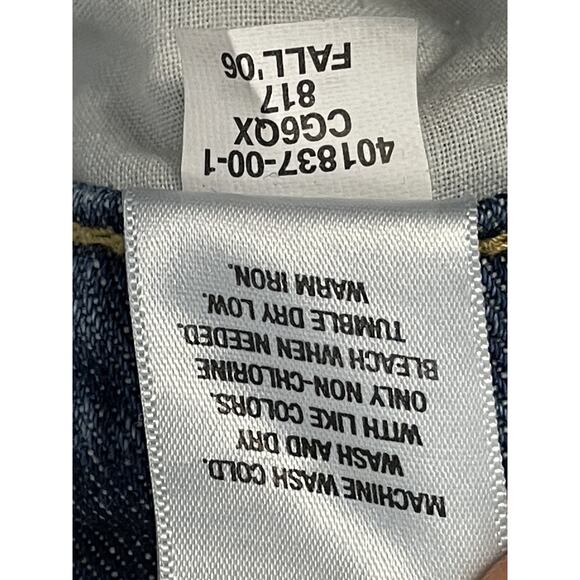 401837-00-1
CG6QX
817
FALL'06
MACHINE WASH COLD.
WASH AND DRY
WITH LIKE COLORS.
ONLY NON-CHLORINE
BLEACH WHEN NEEDED.
TUMBLE DRY LOW.
WARM IRON.